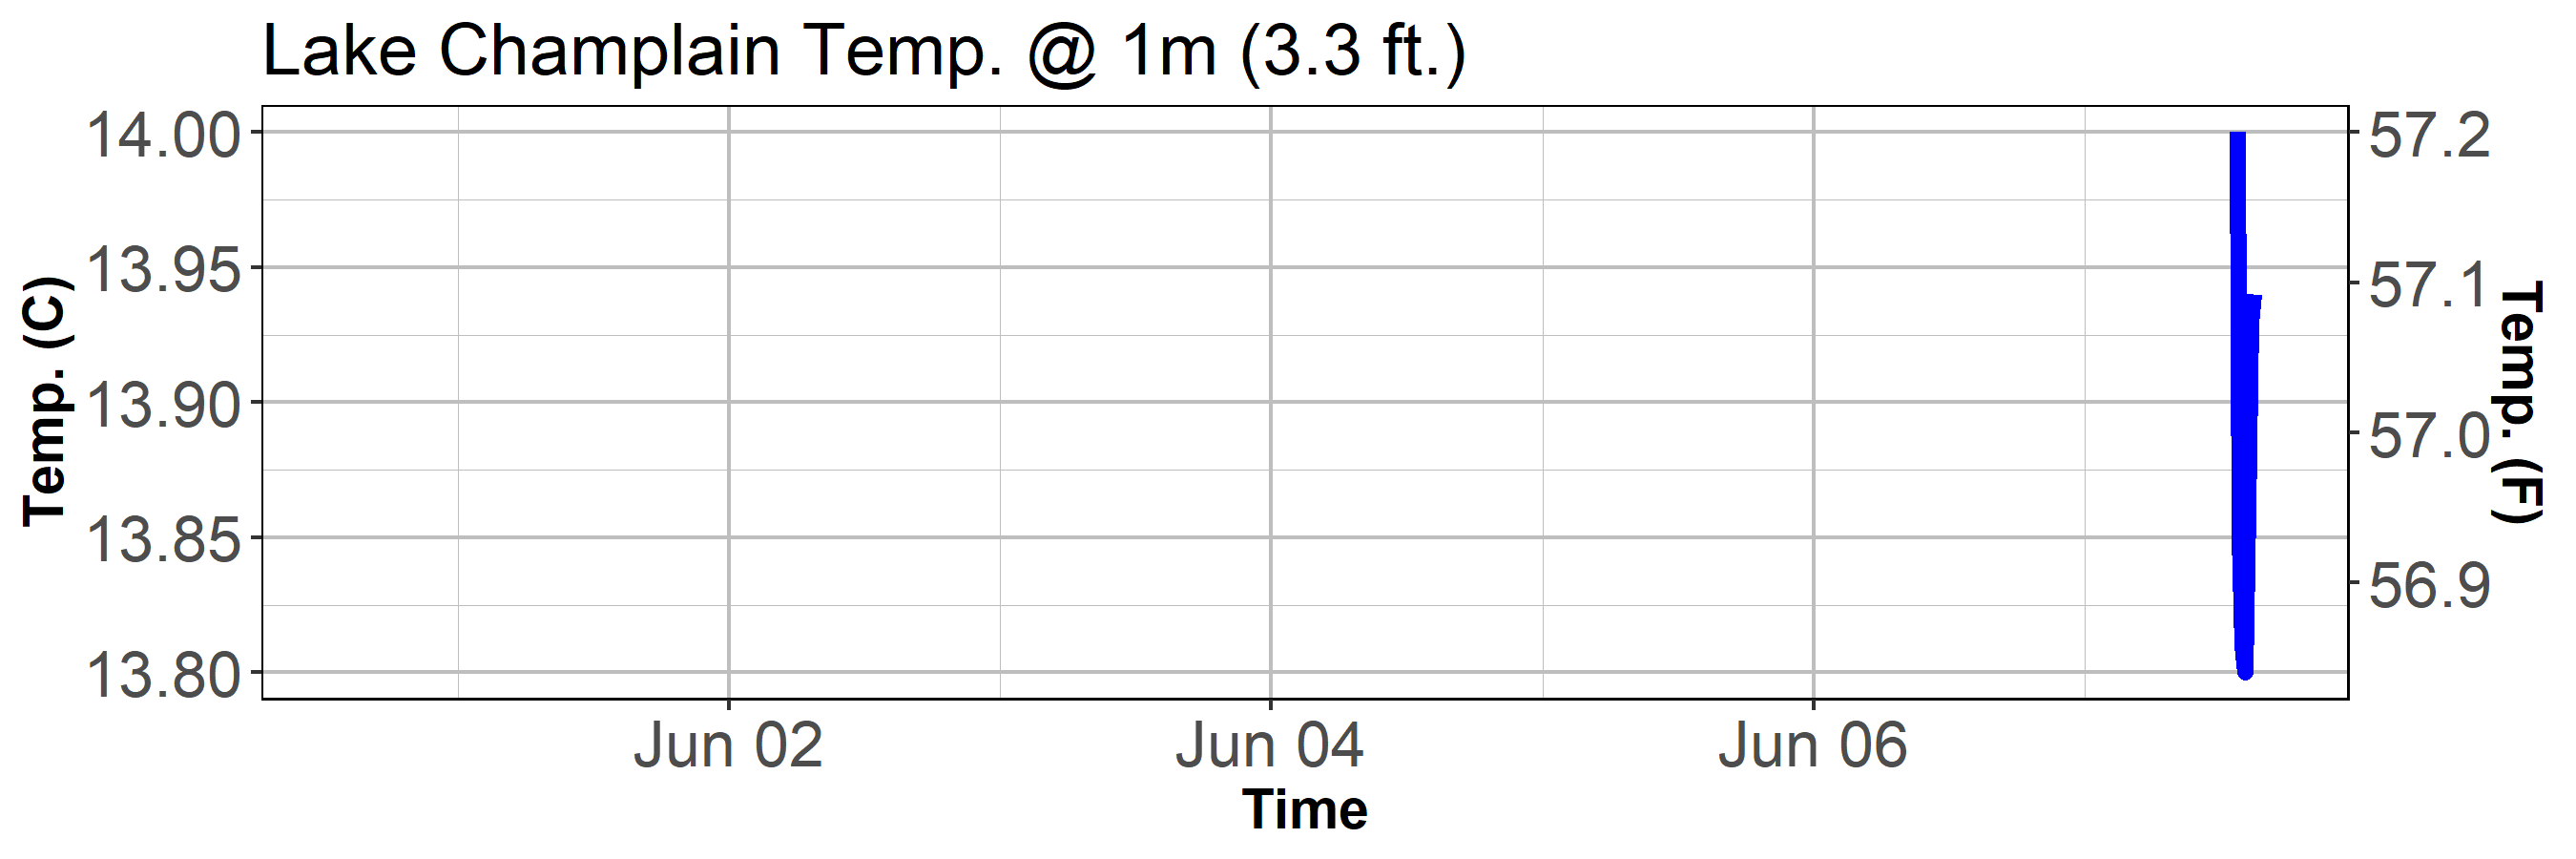 Lake Champlain Temp. @ 1m (3.3 ft.)
14.00
13.95
13.90
13.85
13.80
Temp. (C)
57.2
57.1
57.0
56.9
Temp. (F)
Jun 02 Jun 04 Jun 06
Time